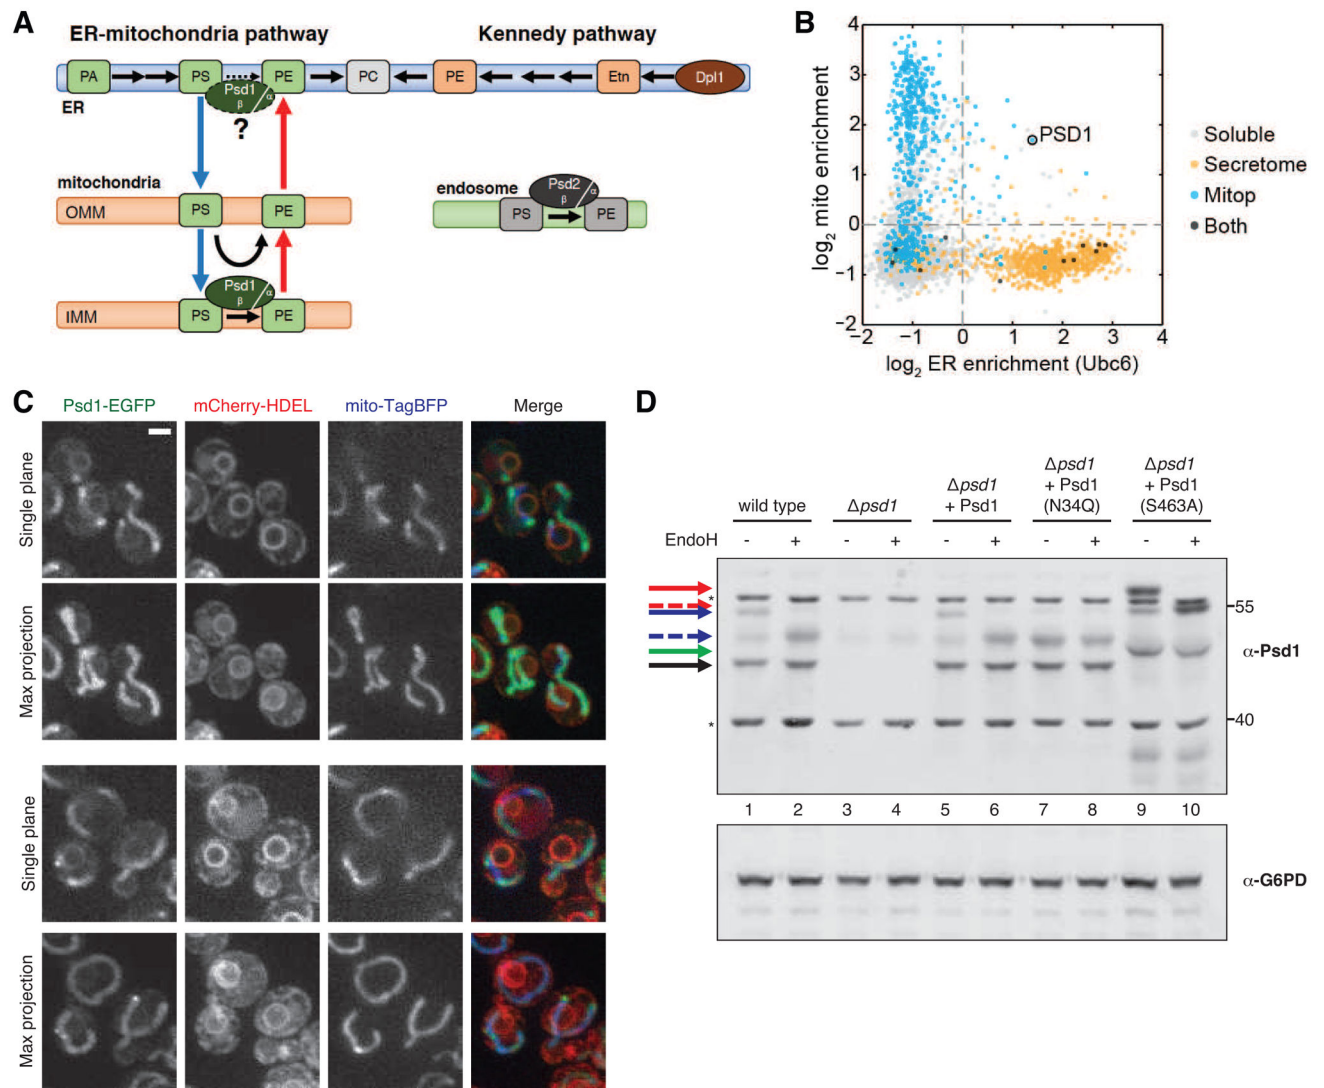 A
ER-mitochondria pathway
Kennedy pathway
PA
PS
PE
PC
PE
Etn
Dpl1
Psd1
β
α
ER
?
mitochondria
OMM
PS
PE
Psd1
β
α
IMM
PS
PE
endosome
Psd2
β
α
PS
PE
B
4
3
2
1
0
−1
−2
log2 mito enrichment
−2
−1
0
1
2
3
4
log2 ER enrichment (Ubc6)
PSD1
Soluble
Secretome
Mitop
Both
C
Psd1-EGFP
mCherry-HDEL
mito-TagBFP
Merge
Single plane
Max projection
Single plane
Max projection
D
wild type
Δpsd1
Δpsd1
+ Psd1
Δpsd1
+ Psd1
(N34Q)
Δpsd1
+ Psd1
(S463A)
EndoH
- + - + - + - + - +
*
*
55
α-Psd1
40
1 2 3 4 5 6 7 8 9 10
α-G6PD